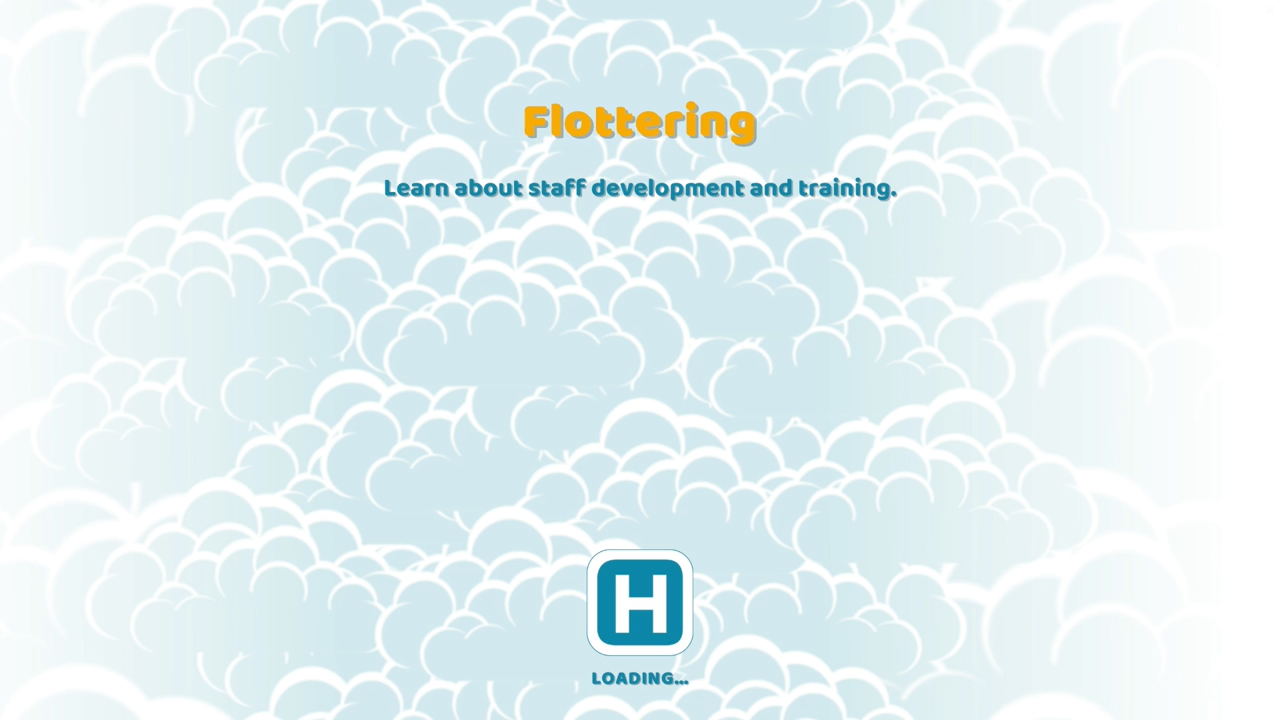 Flottering
Learn about staff development and training.
H
LOADING...